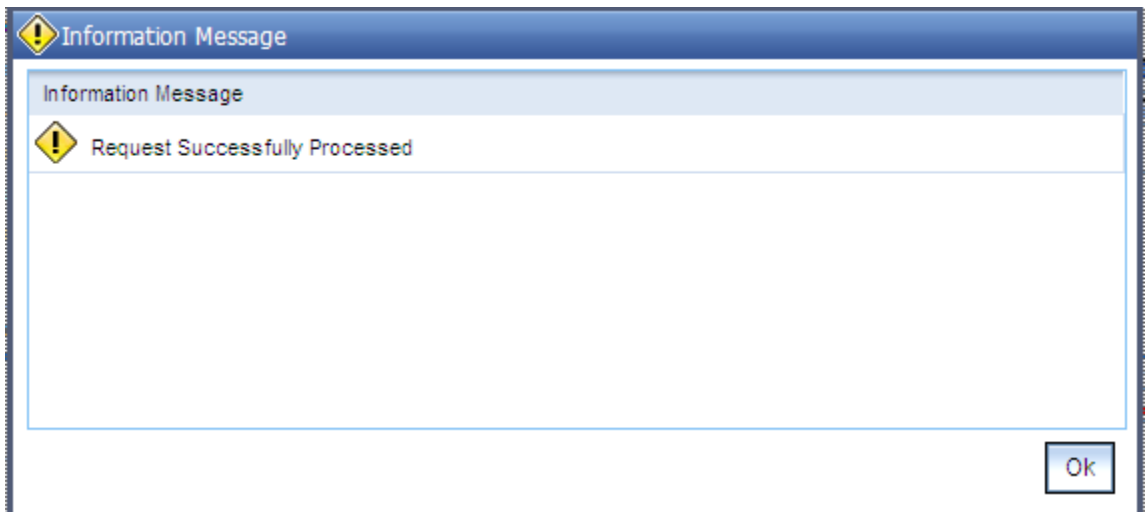 Information Message
Information Message
Request Successfully Processed
Ok